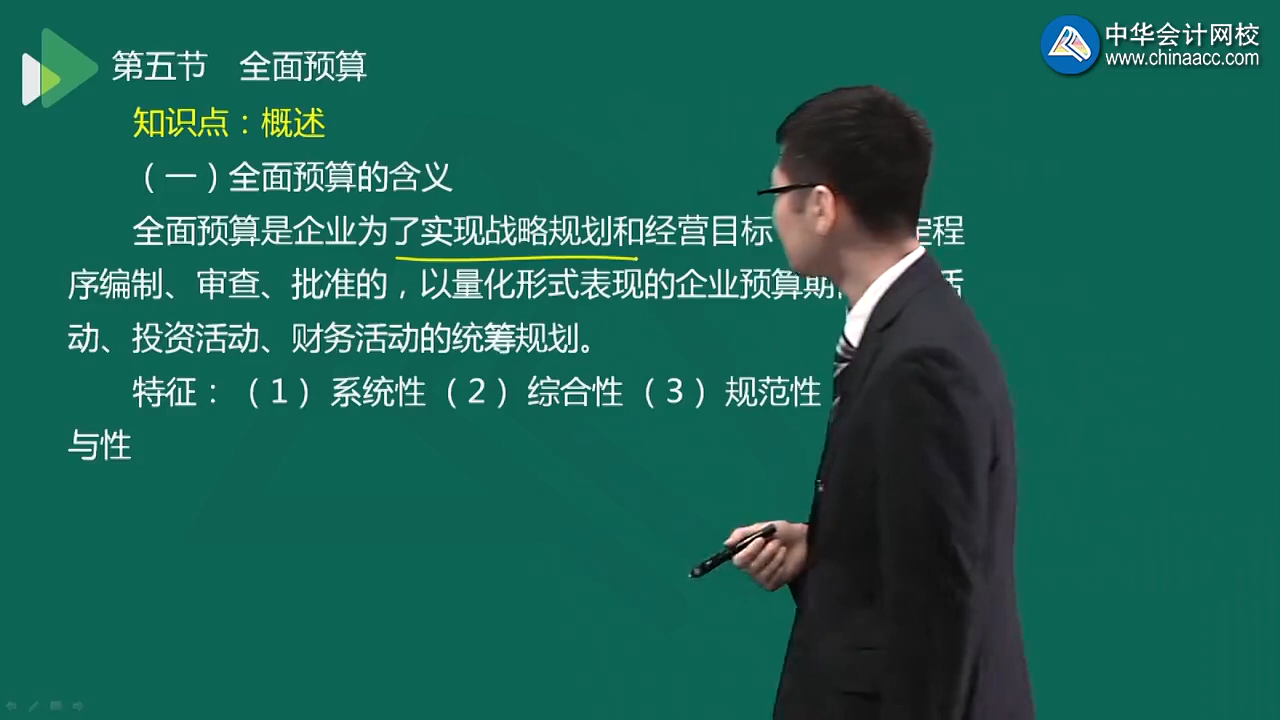 中华会计网校
www.chinaacc.com
第五节 全面预算
知识点：概述
（一）全面预算的含义
全面预算是企业为了实现战略规划和经营目标 程
序编制、审查、批准的，以量化形式表现的企业预算期
动、投资活动、财务活动的统筹规划。
特征：（1）系统性（2）综合性（3）规范性
与性